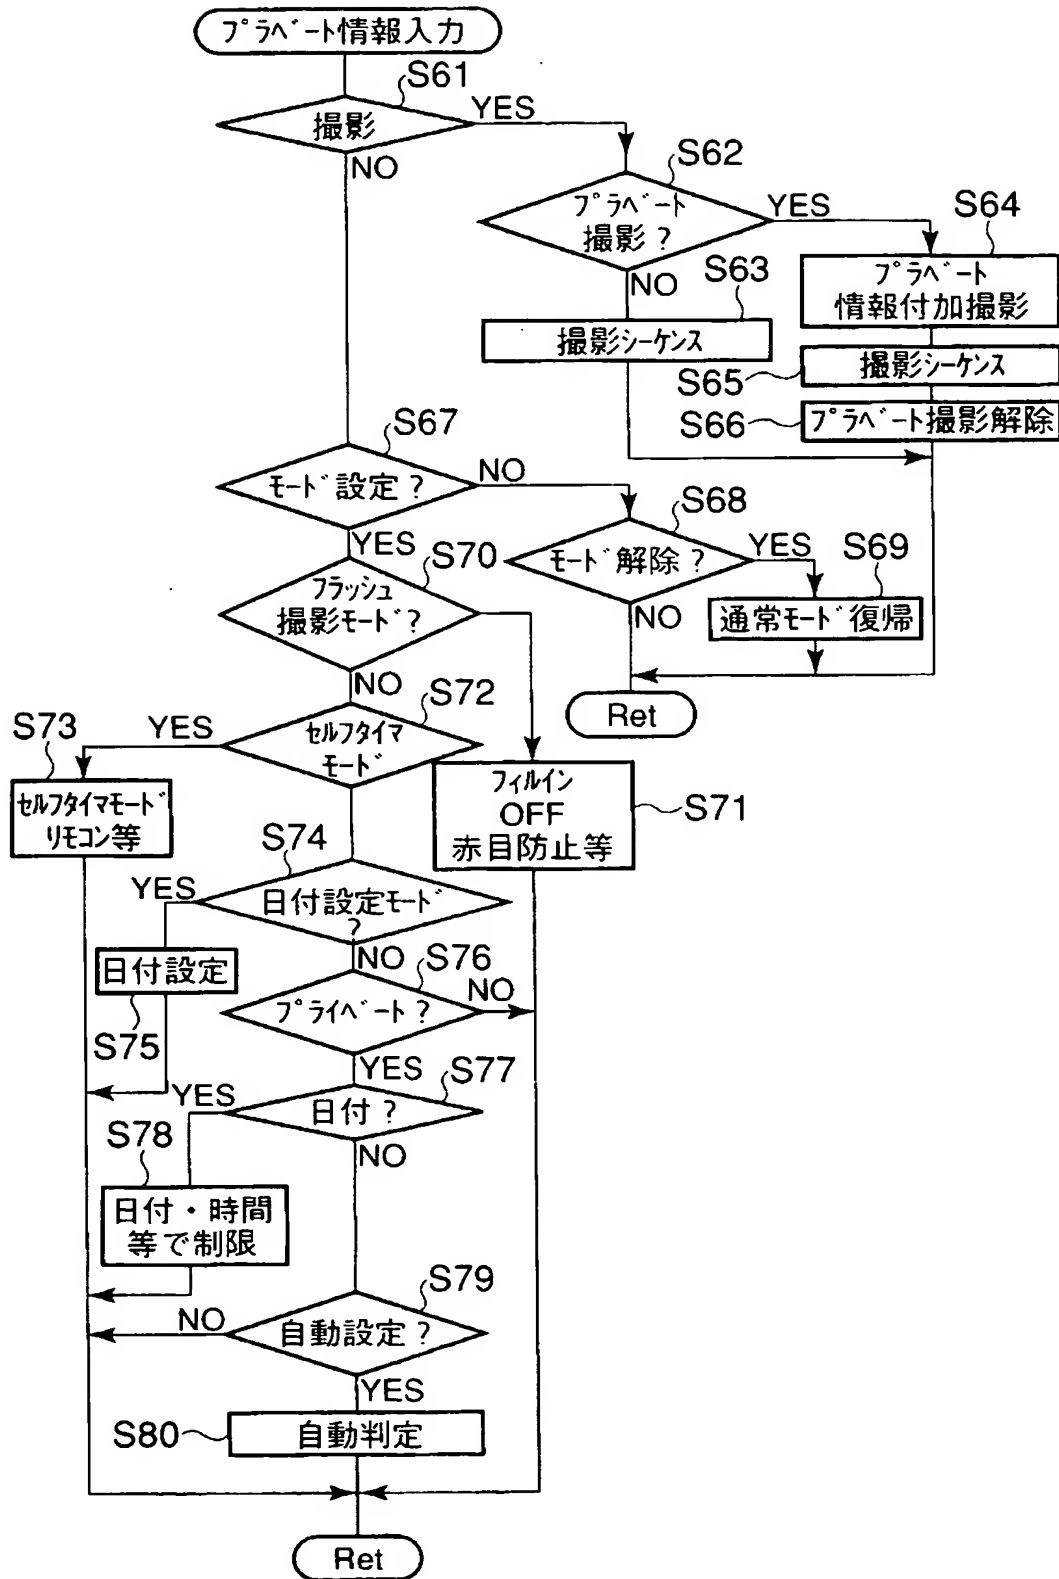 プラベート情報入力
S61
撮影
YES
NO
S62
プラベート
撮影?
YES
NO
S63
撮影シーケンス
S64
プラベート
情報付加撮影
S65
撮影シーケンス
S66
プラベート撮影解除
S67
モード設定?
NO
YES
S68
モード解除?
YES
NO
S69
通常モード復帰
Ret
S70
フラッシュ
撮影モード?
NO
S71
フィルイン
OFF
赤目防止等
S72
セルフタイマ
モード
YES
S73
セルフタイマモード
リモコン等
S74
日付設定モード
?
YES
NO
日付設定
S75
S76
プライベート?
NO
YES
S77
日付?
YES
NO
S78
日付・時間
等で制限
S79
自動設定?
NO
YES
S80
自動判定
Ret